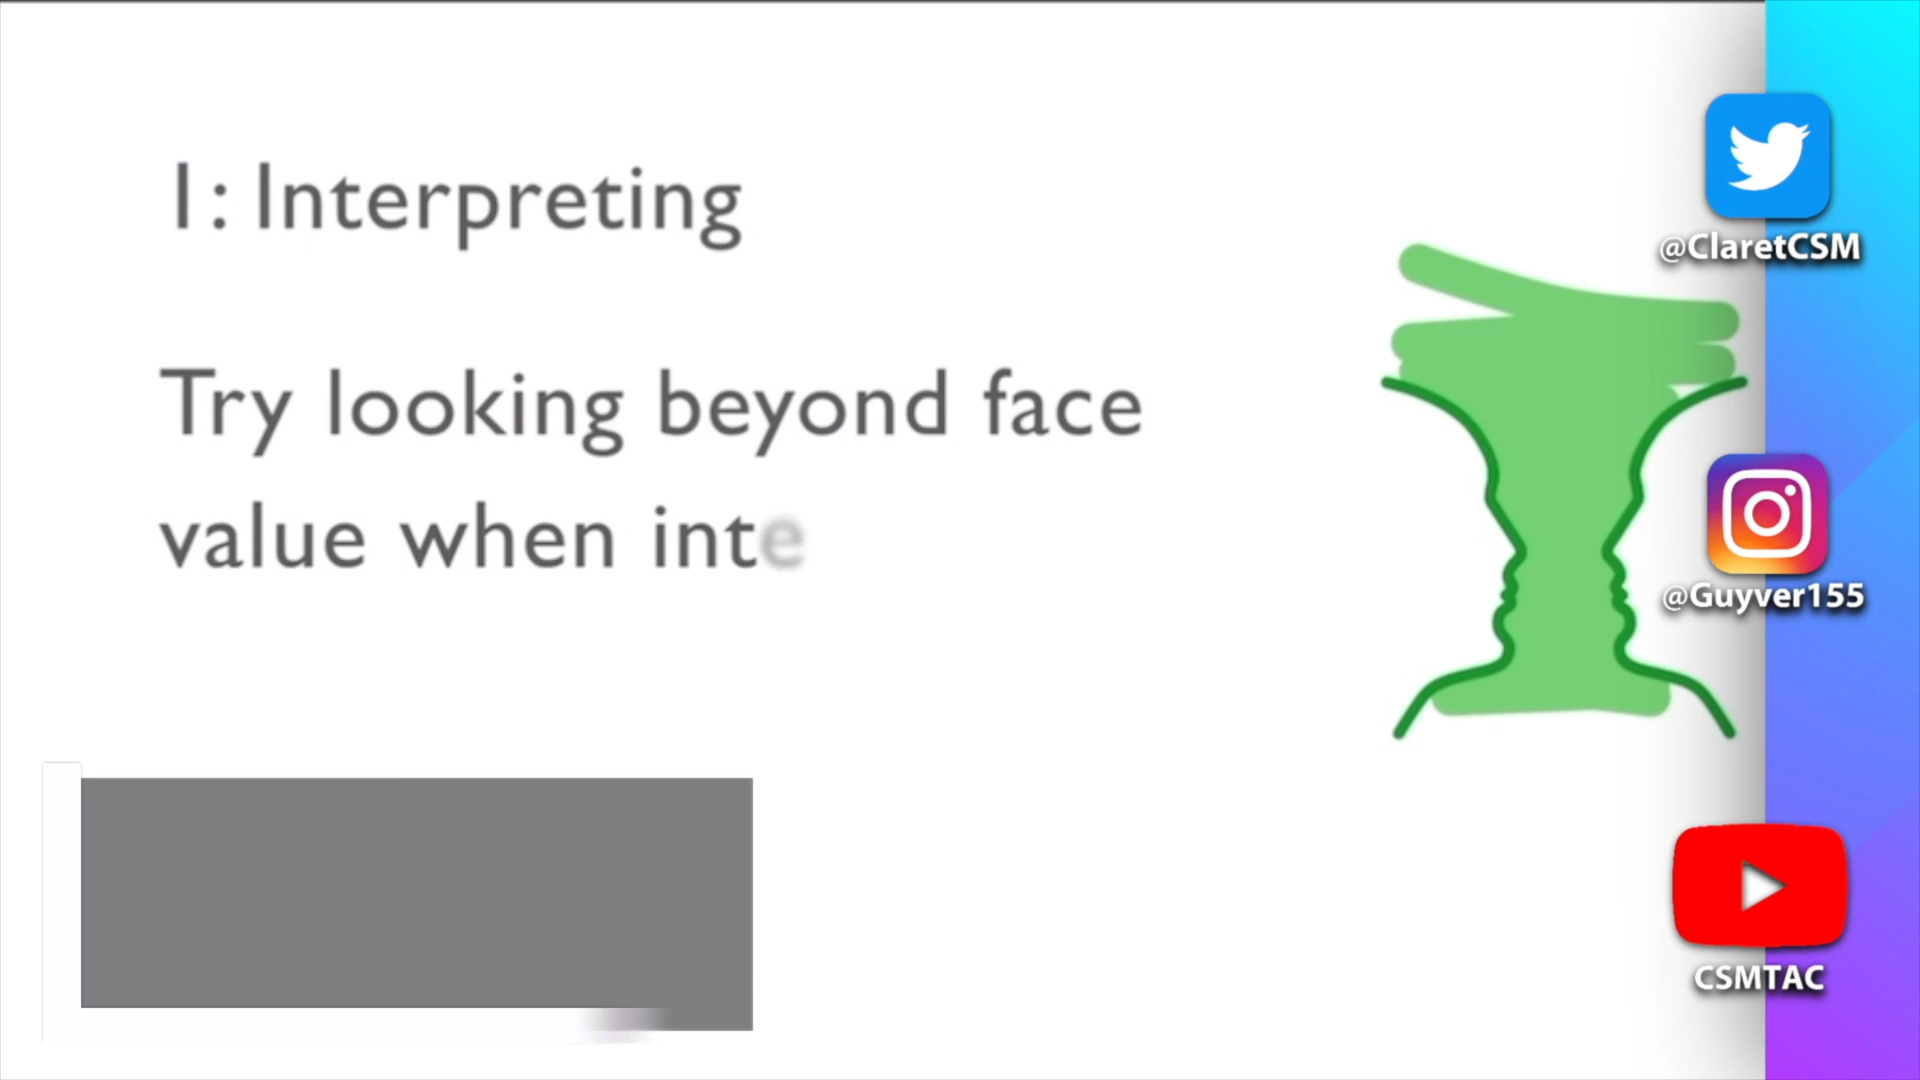 1: Interpreting
Try looking beyond face
value when inte
@ClaretCSM
@Guyver155
CSMTAC